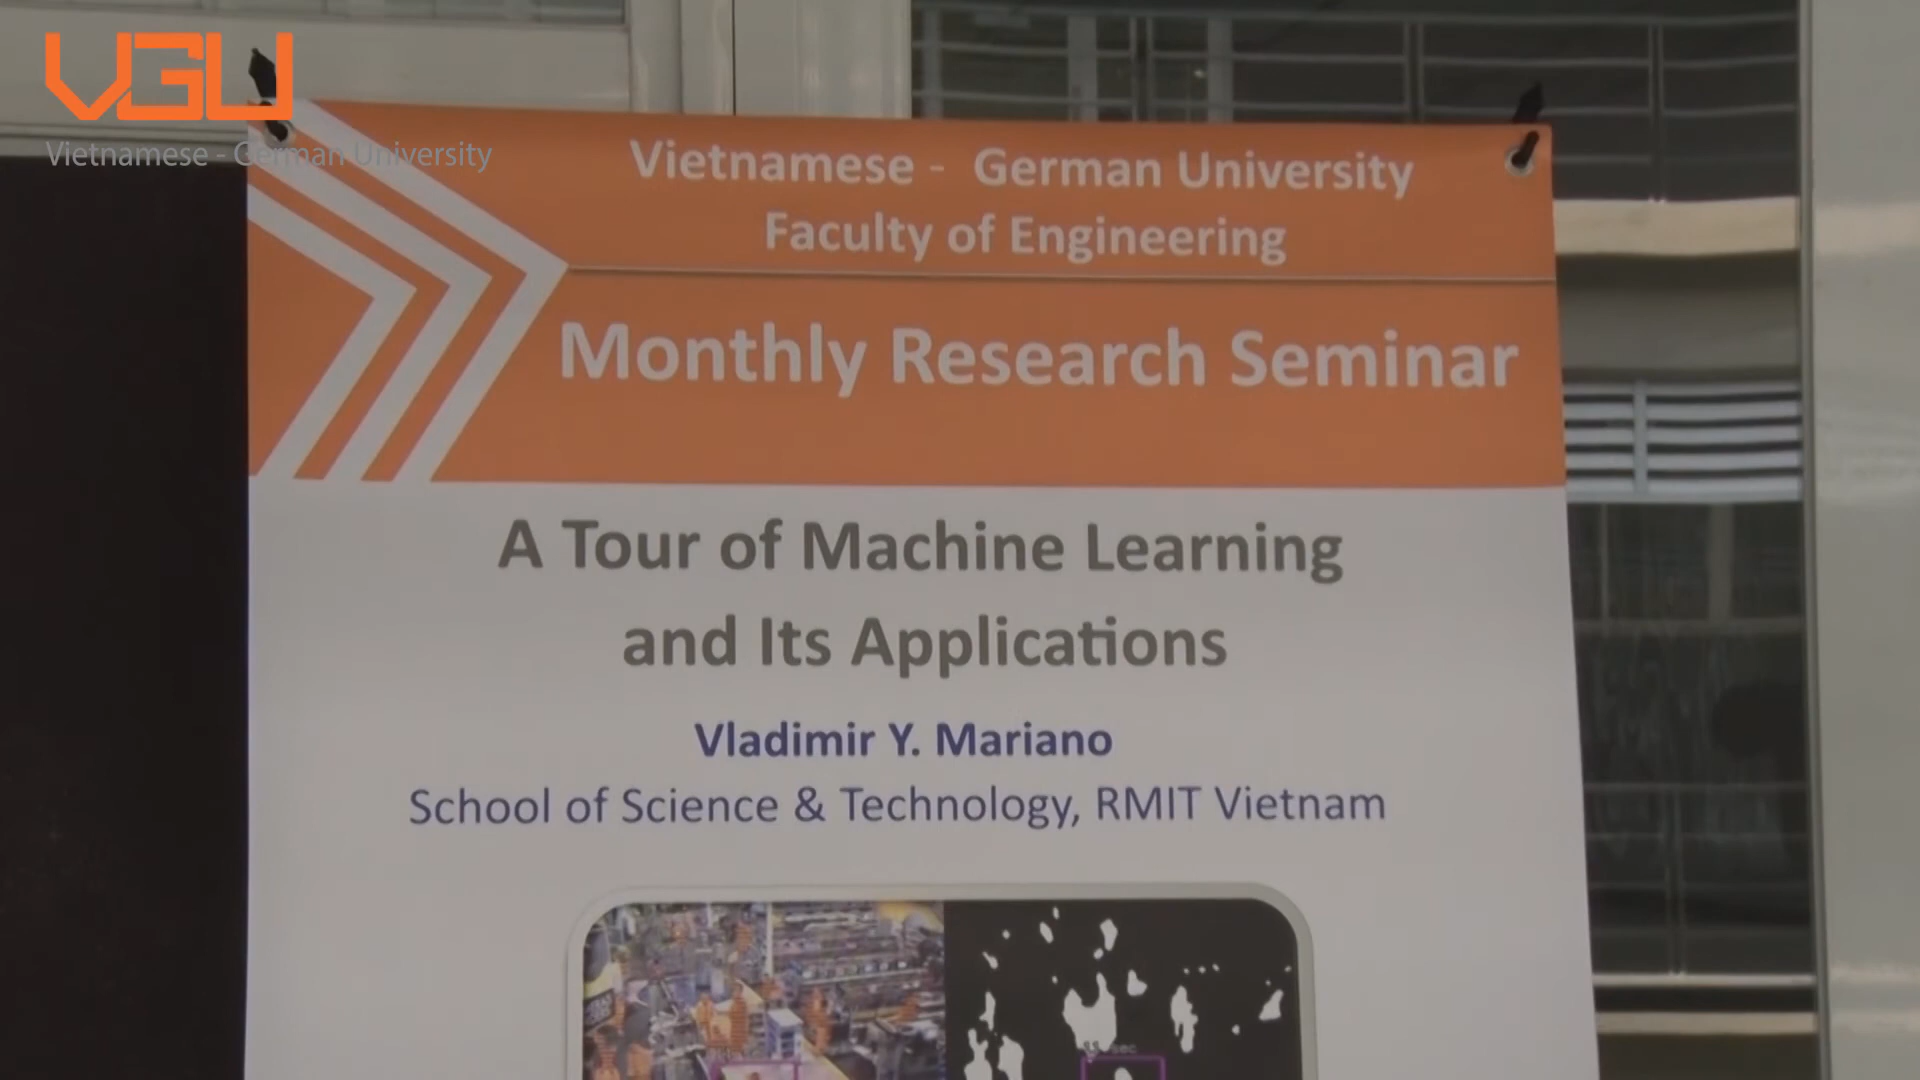 VGU
Vietnamese - German University
Vietnamese - German University
Faculty of Engineering
Monthly Research Seminar
A Tour of Machine Learning
and Its Applications
Vladimir Y. Mariano
School of Science & Technology, RMIT Vietnam